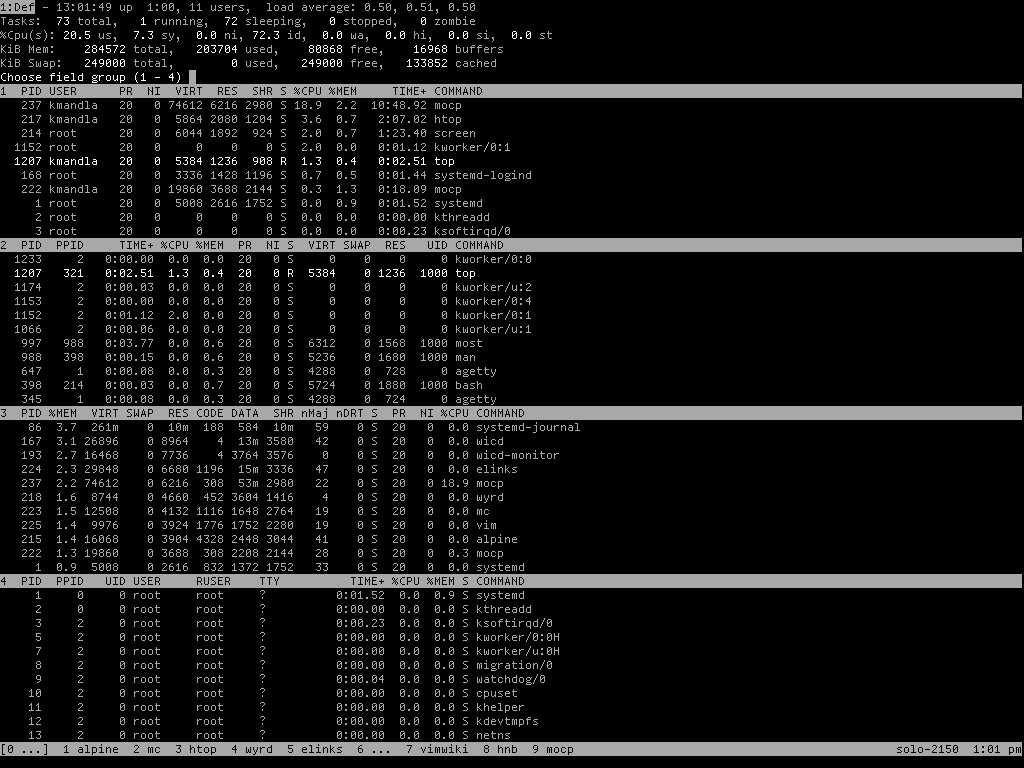 1:Def - 13:01:49 up  1:00, 11 users,  load average: 0.50, 0.51, 0.50
Tasks:  73 total,   1 running,  72 sleeping,   0 stopped,   0 zombie
%Cpu(s): 20.5 us,  7.3 sy,  0.0 ni, 72.3 id,  0.0 wa,  0.0 hi,  0.0 si,  0.0 st
KiB Mem:    284572 total,   203704 used,    80868 free,    16968 buffers
KiB Swap:   249000 total,        0 used,   249000 free,   133852 cached
Choose field group (1 - 4)
1  PID USER      PR  NI  VIRT  RES  SHR S %CPU %MEM     TIME+ COMMAND
   237 kmandla   20   0 74612 6216 2980 S 18.9  2.2  10:48.92 mocp
   217 kmandla   20   0  5864 2080 1204 S  3.6  0.7   2:07.02 htop
   214 root      20   0  6044 1892  924 S  2.0  0.7   1:23.40 screen
  1152 root      20   0     0    0    0 S  2.0  0.0   0:01.12 kworker/0:1
  1207 kmandla   20   0  5384 1236  908 R  1.3  0.4   0:02.51 top
   168 root      20   0  3336 1428 1196 S  0.7  0.5   0:01.44 systemd-logind
   222 kmandla   20   0 19860 3688 2144 S  0.3  1.3   0:18.09 mocp
     1 root      20   0  5008 2616 1752 S  0.0  0.9   0:01.52 systemd
     2 root      20   0     0    0    0 S  0.0  0.0   0:00.00 kthreadd
     3 root      20   0     0    0    0 S  0.0  0.0   0:00.23 ksoftirqd/0
2  PID  PPID     TIME+ %CPU %MEM  PR  NI S  VIRT SWAP  RES   UID COMMAND
  1233     2   0:00.00  0.0  0.0  20   0 S     0    0    0     0 kworker/0:0
  1207   321   0:02.51  1.3  0.4  20   0 R  5384    0 1236  1000 top
  1174     2   0:00.03  0.0  0.0  20   0 S     0    0    0     0 kworker/u:2
  1153     2   0:00.00  0.0  0.0  20   0 S     0    0    0     0 kworker/0:4
  1152     2   0:01.12  2.0  0.0  20   0 S     0    0    0     0 kworker/0:1
  1066     2   0:00.06  0.0  0.0  20   0 S     0    0    0     0 kworker/u:1
   997   988   0:03.77  0.0  0.6  20   0 S  6312    0 1568  1000 most
   988   398   0:00.15  0.0  0.6  20   0 S  5236    0 1680  1000 man
   647     1   0:00.08  0.0  0.3  20   0 S  4288    0  728     0 agetty
   398   214   0:00.03  0.0  0.7  20   0 S  5724    0 1880  1000 bash
   345     1   0:00.08  0.0  0.3  20   0 S  4288    0  724     0 agetty
3  PID %MEM  VIRT SWAP  RES CODE DATA  SHR nMaj nDRT S  PR  NI %CPU COMMAND
    86  3.7  261m    0  10m  188  584  10m   59    0 S  20   0  0.0 systemd-journal
   167  3.1 26896    0 8964    4  13m 3580   42    0 S  20   0  0.0 wicd
   193  2.7 16468    0 7736    4 3764 3576    0    0 S  20   0  0.0 wicd-monitor
   224  2.3 29848    0 6680 1196  15m 3336   47    0 S  20   0  0.0 elinks
   237  2.2 74612    0 6216  308  53m 2980   22    0 S  20   0 18.9 mocp
   218  1.6  8744    0 4660  452 3604 1416    4    0 S  20   0  0.0 wyrd
   223  1.5 12508    0 4132 1116 1648 2764   19    0 S  20   0  0.0 mc
   225  1.4  9976    0 3924 1776 1752 2280   19    0 S  20   0  0.0 vim
   215  1.4 16068    0 3904 4328 2448 3044   41    0 S  20   0  0.0 alpine
   222  1.3 19860    0 3688  308 2208 2144   28    0 S  20   0  0.3 mocp
     1  0.9  5008    0 2616  832 1372 1752   33    0 S  20   0  0.0 systemd
4  PID  PPID   UID USER     RUSER    TTY          TIME+ %CPU %MEM S COMMAND
     1     0     0 root     root     ?          0:01.52  0.0  0.9 S systemd
     2     0     0 root     root     ?          0:00.00  0.0  0.0 S kthreadd
     3     2     0 root     root     ?          0:00.23  0.0  0.0 S ksoftirqd/0
     5     2     0 root     root     ?          0:00.00  0.0  0.0 S kworker/0:0H
     7     2     0 root     root     ?          0:00.00  0.0  0.0 S kworker/u:0H
     8     2     0 root     root     ?          0:00.00  0.0  0.0 S migration/0
     9     2     0 root     root     ?          0:00.04  0.0  0.0 S watchdog/0
    10     2     0 root     root     ?          0:00.00  0.0  0.0 S cpuset
    11     2     0 root     root     ?          0:00.00  0.0  0.0 S khelper
    12     2     0 root     root     ?          0:00.00  0.0  0.0 S kdevtmpfs
    13     2     0 root     root     ?          0:00.00  0.0  0.0 S netns
[0 ...]  1 alpine  2 mc  3 htop  4 wyrd  5 elinks  6 ...  7 vimwiki  8 hnb  9 mocp  solo-2150  1:01 pm